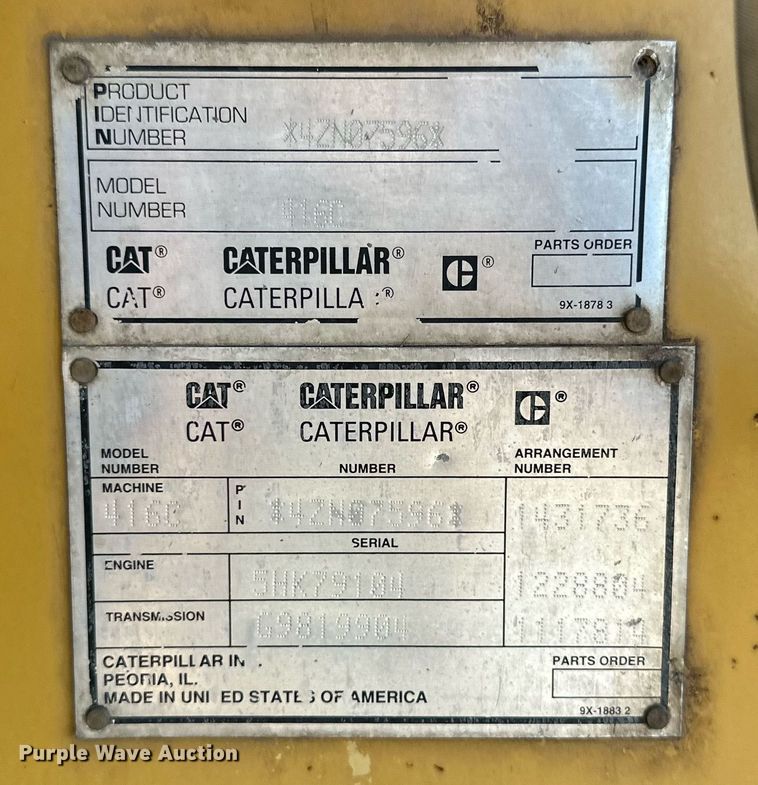 PRODUCT
IDENTIFICATION
NUMBER *4ZN07596*
MODEL
NUMBER 416C
CAT® CATERPILLAR® ®
CAT® CATERPILLA ®
PARTS ORDER
9X-1878 3
CAT® CATERPILLAR® ®
CAT® CATERPILLAR®
MODEL NUMBER
NUMBER
ARRANGEMENT NUMBER
MACHINE
416C
PIN
*4ZN07596*
1431736
SERIAL
ENGINE
5HK79104
1228804
TRANSMISSION
G9819904
CATERPILLAR IN .
PEORIA, IL.
MADE IN UNI ED STATES OF AMERICA
PARTS ORDER
9X-1883 2
Purple Wave Auction